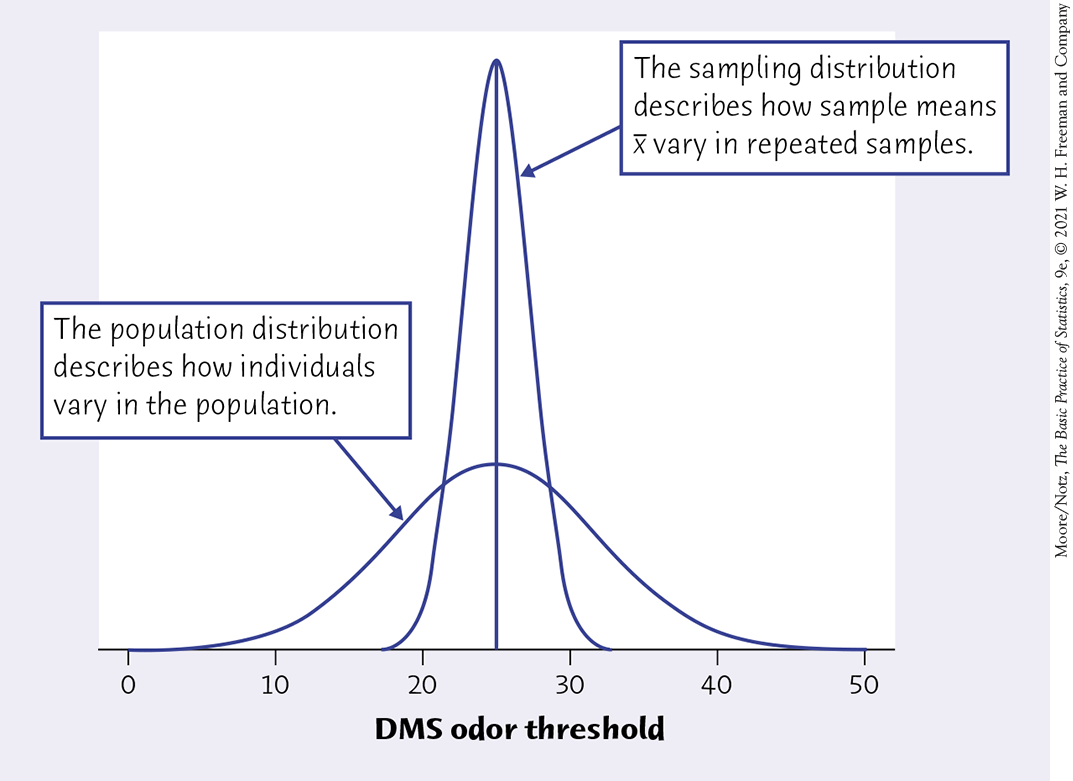 The sampling distribution
describes how sample means
x̅ vary in repeated samples.
The population distribution
describes how individuals
vary in the population.
0 10 20 30 40 50
DMS odor threshold
Moore/Notz, The Basic Practice of Statistics, 9e, © 2021 W. H. Freeman and Company